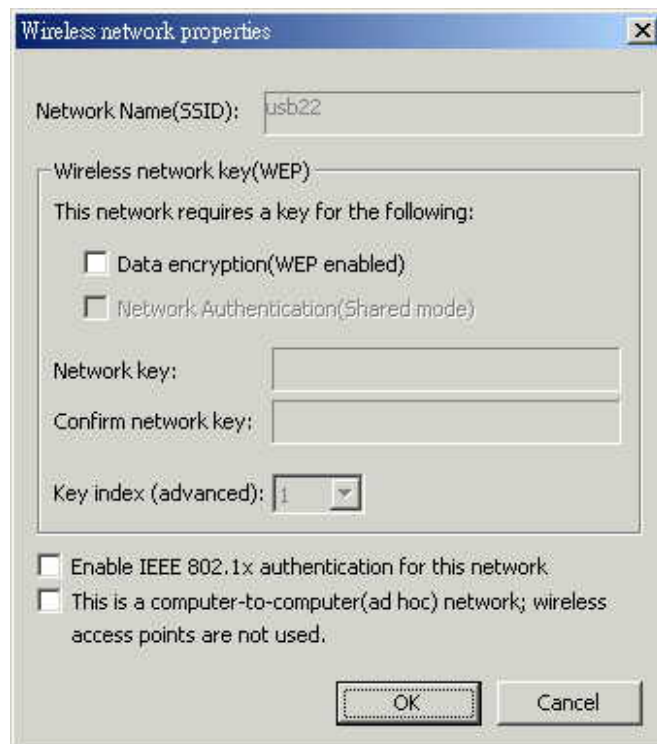 Wireless network properties
Network Name(SSID): usb22
Wireless network key(WEP)
This network requires a key for the following:
Data encryption(WEP enabled)
Network Authentication(Shared mode)
Network key:
Confirm network key:
Key index (advanced): 1
Enable IEEE 802.1x authentication for this network
This is a computer-to-computer(ad hoc) network; wireless
access points are not used.
OK Cancel